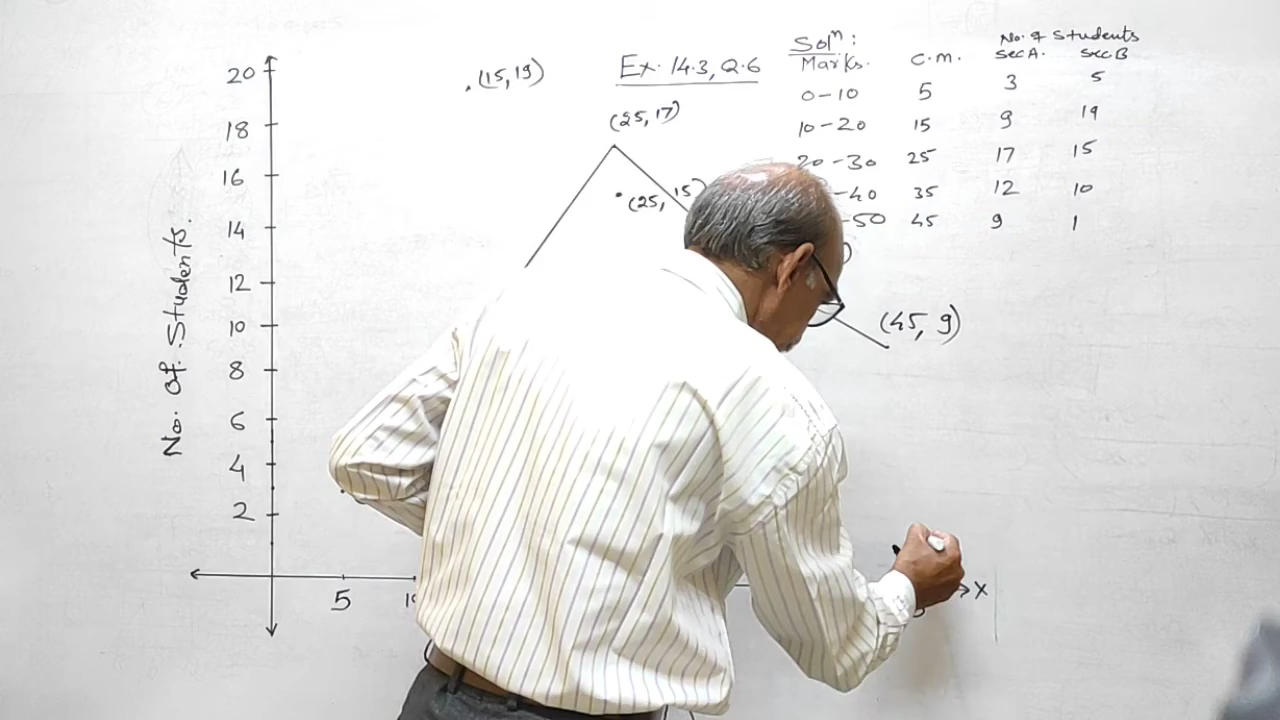 Ex. 14.3, Q.6
Solⁿ:
Marks. C.m. No. of Students
Sec A. Sec B
0-10 5 3 5
10-20 15 9 19
20-30 25 17 15
-40 35 12 10
-50 45 9 1
20
18
16
14
12
10
8
6
4
2
No. Of. Students.
.(15,19)
(25,17)
.(25,15)
(45,9)
5
X